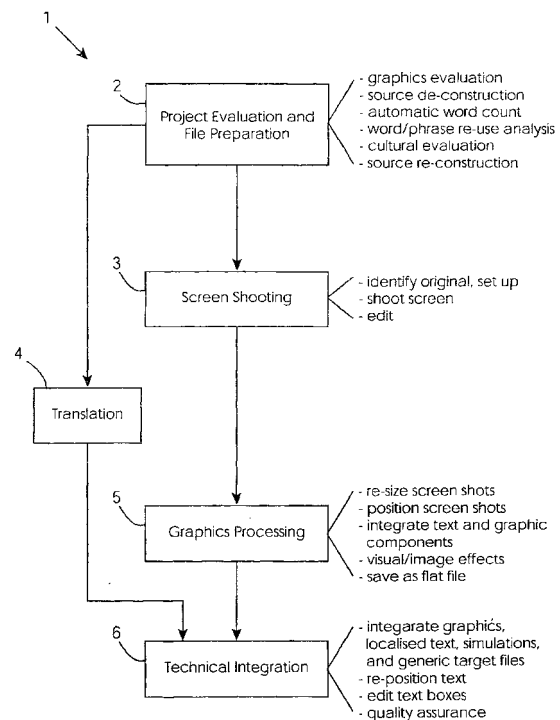 1
2
Project Evaluation and
File Preparation
- graphics evaluation
- source de-construction
- automatic word count
- word/phrase re-use analysis
- cultural evaluation
- source re-construction
3
Screen Shooting
- identify original, set up
- shoot screen
- edit
4
Translation
5
Graphics Processing
- re-size screen shots
- position screen shots
- integrate text and graphic
components
- visual/image effects
- save as flat file
6
Technical Integration
- integarate graphics,
localised text, simulations,
and generic target files
- re-position text
- edit text boxes
- quality assurance